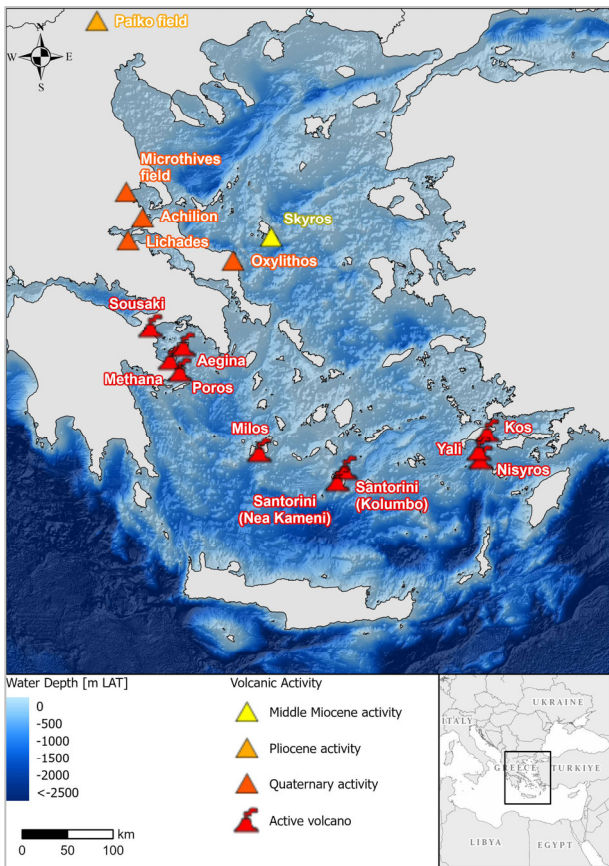 Paiko field
N
W
E
S
Microthives
field
Achilion
Skyros
Lichades
Oxylithos
Sousaki
Aegina
Methana
Poros
Milos
Kos
Yali
Nisyros
Santorini
(Kolumbo)
Santorini
(Nea Kameni)
Water Depth [m LAT]
0
-500
-1000
-1500
-2000
<-2500
100
0
100
km
Volcanic Activity
Middle Miocene activity
Pliocene activity
Quaternary activity
Active volcano
UKRAINE
ITALY
GREECE
TURKIYE
LIBYA
EGYPT